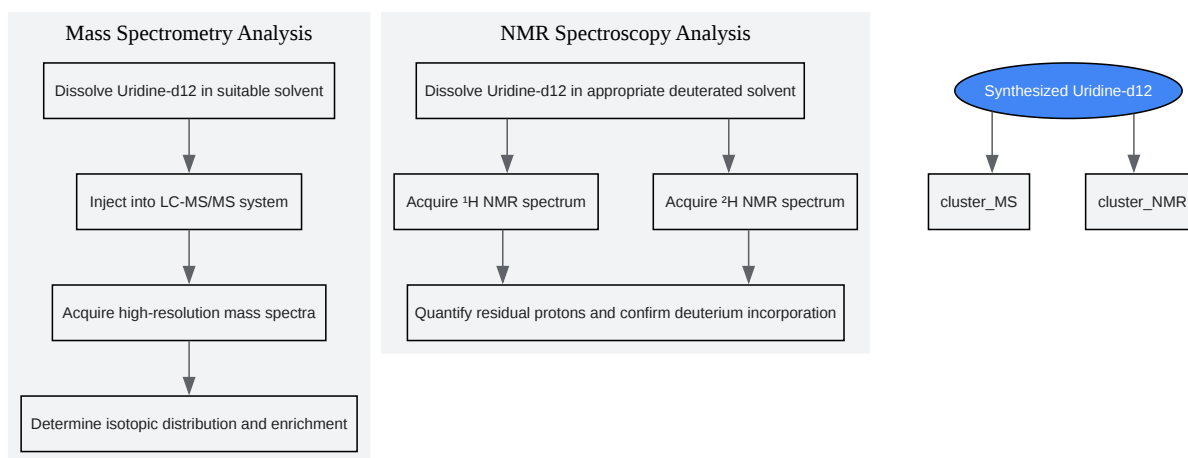 Mass Spectrometry Analysis
Dissolve Uridine-d12 in suitable solvent
Inject into LC-MS/MS system
Acquire high-resolution mass spectra
Determine isotopic distribution and enrichment
NMR Spectroscopy Analysis
Dissolve Uridine-d12 in appropriate deuterated solvent
Acquire ¹H NMR spectrum
Acquire ²H NMR spectrum
Quantify residual protons and confirm deuterium incorporation
Synthesized Uridine-d12
cluster_MS
cluster_NMR